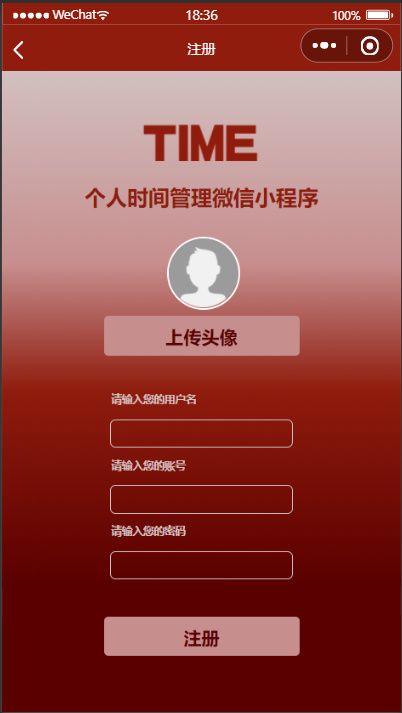 WeChat
18:36
100%
注册
TIME
个人时间管理微信小程序
上传头像
请输入您的用户名
请输入您的账号
请输入您的密码
注册